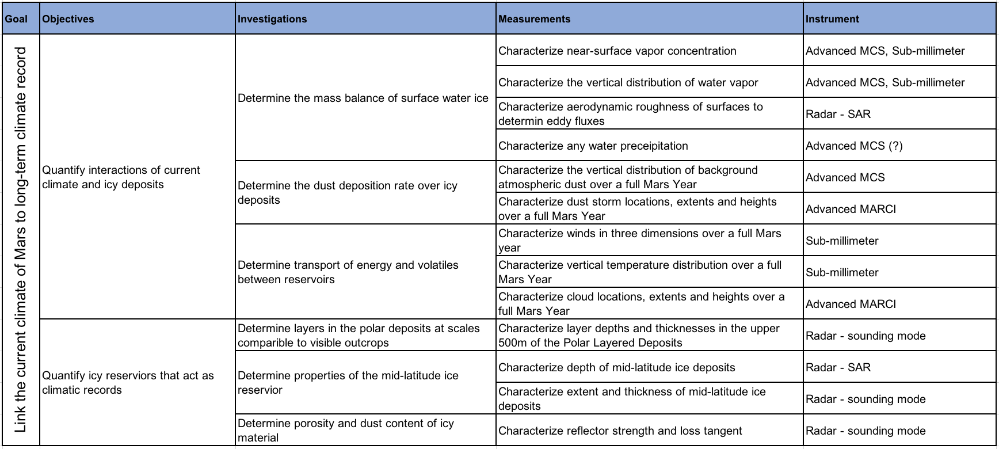 Goal
Objectives
Investigations
Measurements
Instrument
Link the current climate of Mars to long-term climate record
Quantify interactions of current
climate and icy deposits
Determine the mass balance of surface water ice
Characterize near-surface vapor concentration
Advanced MCS, Sub-millimeter
Characterize the vertical distribution of water vapor
Advanced MCS, Sub-millimeter
Characterize aerodynamic roughness of surfaces to
determin eddy fluxes
Radar - SAR
Characterize any water preceipitation
Advanced MCS (?)
Determine the dust deposition rate over icy
deposits
Characterize the vertical distribution of background
atmospheric dust over a full Mars Year
Advanced MCS
Characterize dust storm locations, extents and heights
over a full Mars Year
Advanced MARCI
Determine transport of energy and volatiles
between reservoirs
Characterize winds in three dimensions over a full Mars
year
Sub-millimeter
Characterize vertical temperature distribution over a full
Mars Year
Sub-millimeter
Characterize cloud locations, extents and heights over a
full Mars Year
Advanced MARCI
Quantify icy reserviors that act as
climatic records
Determine layers in the polar deposits at scales
comparible to visible outcrops
Characterize layer depths and thicknesses in the upper
500m of the Polar Layered Deposits
Radar - sounding mode
Determine properties of the mid-latitude ice
reservior
Characterize depth of mid-latitude ice deposits
Radar - SAR
Characterize extent and thickness of mid-latitude ice
deposits
Radar - sounding mode
Determine porosity and dust content of icy
material
Characterize reflector strength and loss tangent
Radar - sounding mode